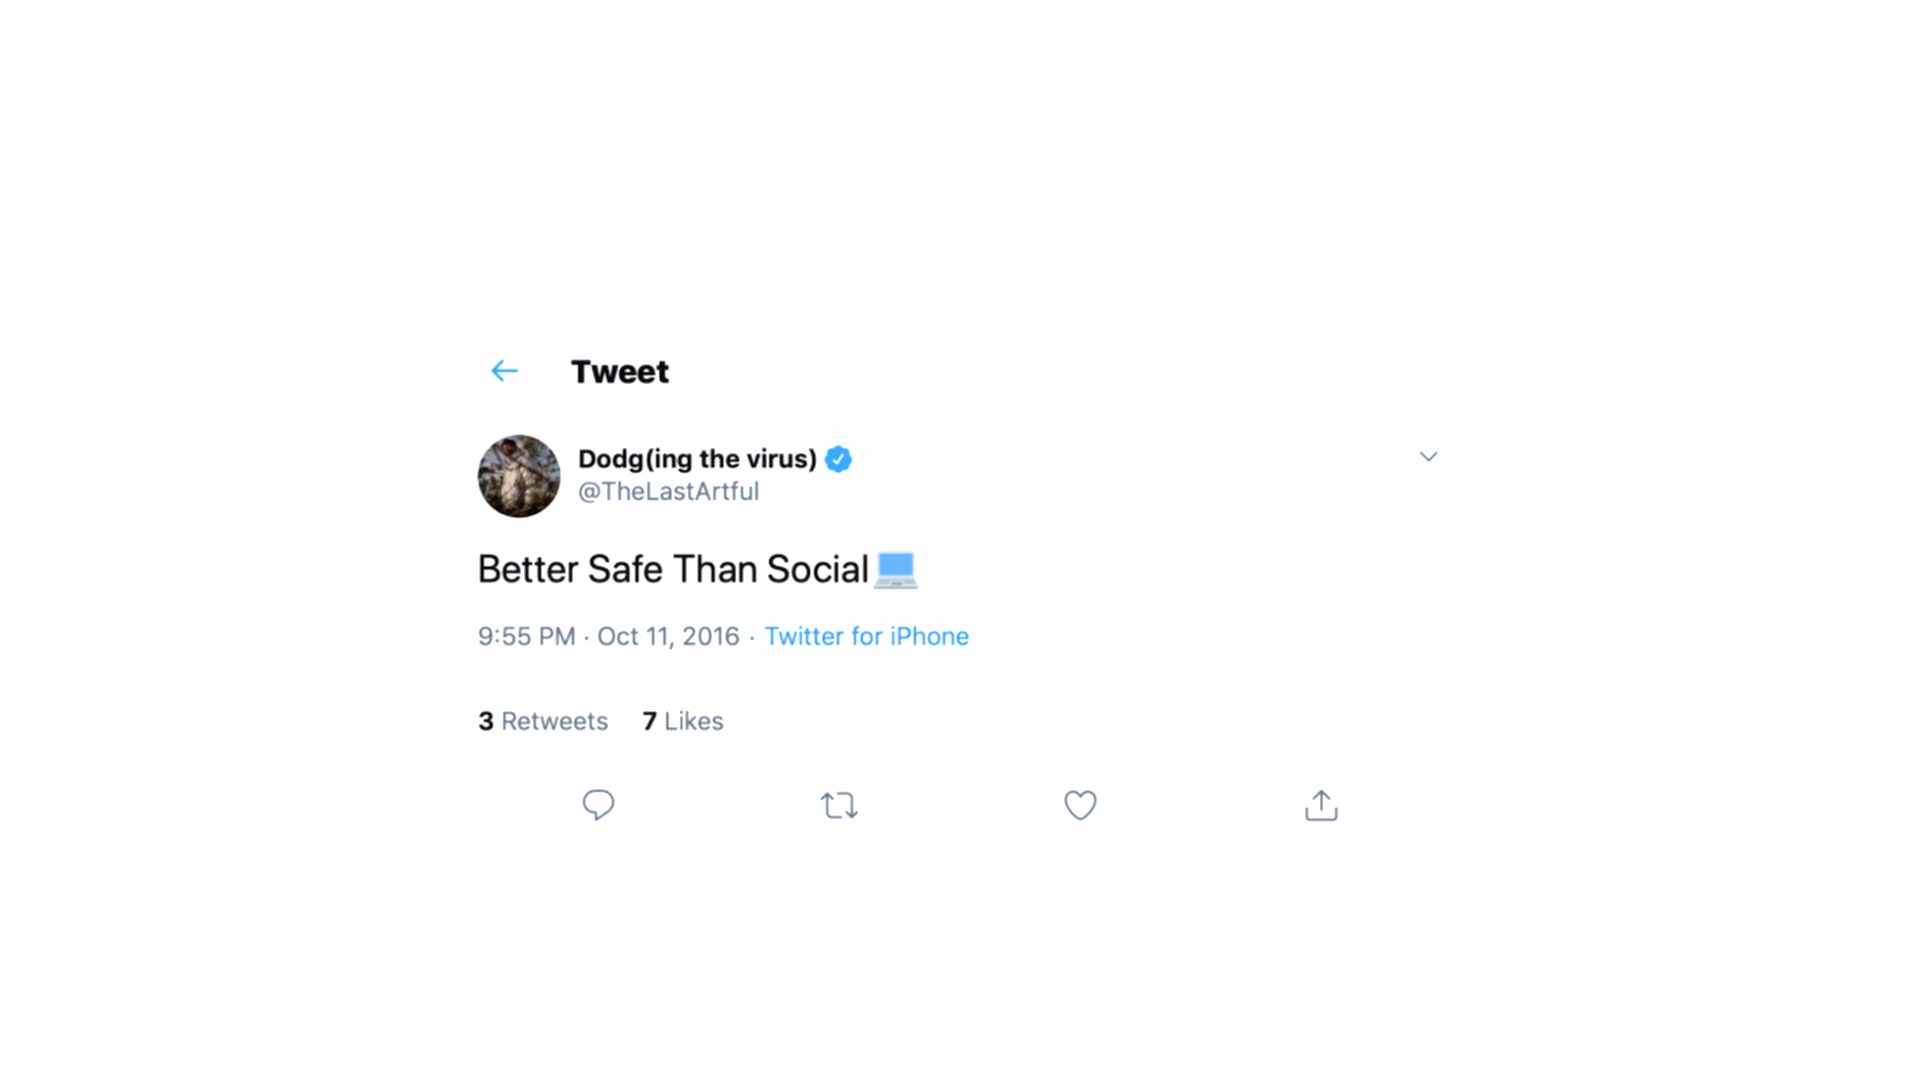 Tweet
Dodg(ing the virus)
@TheLastArtful
Better Safe Than Social💻
9:55 PM · Oct 11, 2016 · Twitter for iPhone
3 Retweets 7 Likes